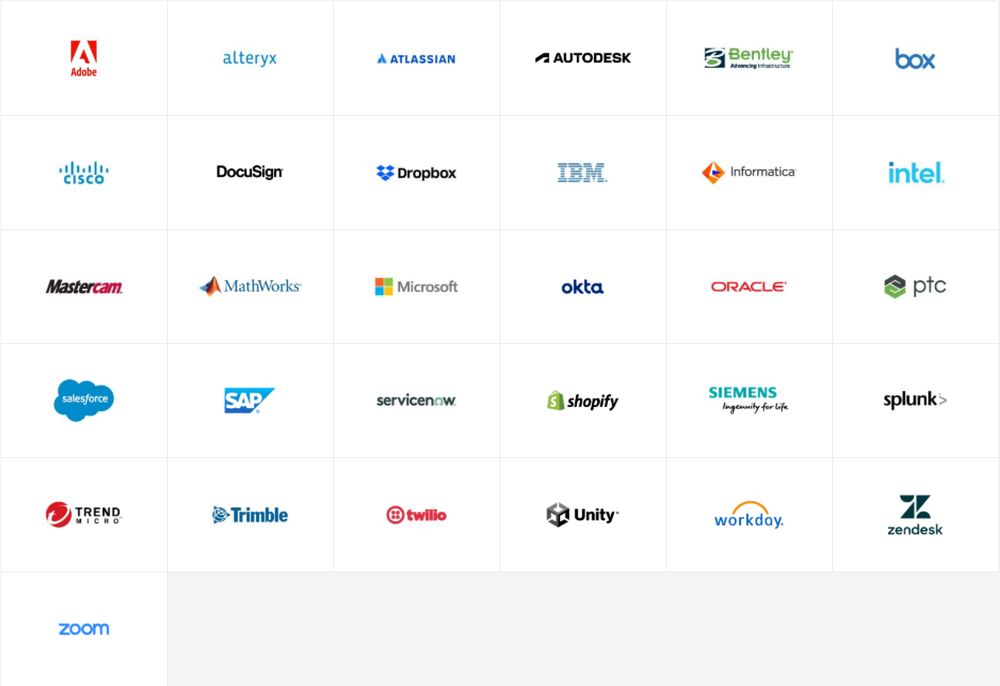 Adobe
alteryx
ATLASSIAN
AUTODESK
Bentley®
Advancing Infrastructure
box
cisco
DocuSign
Dropbox
IBM®
Informatica
intel®
Mastercam®
MathWorks®
Microsoft
okta
ORACLE®
ptc
salesforce
SAP®
servicenow
shopify
SIEMENS
Ingenuity for life
splunk>
TREND
MICRO™
Trimble
twilio
Unity®
workday.
zendesk
zoom